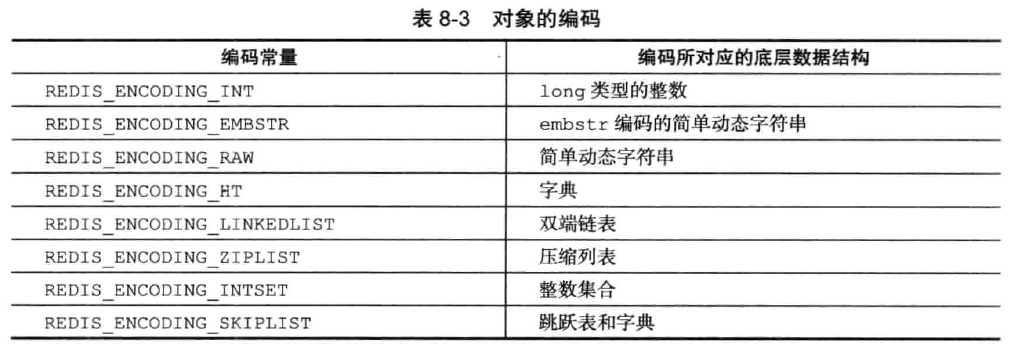 表 8-3 对象的编码
编码常量 编码所对应的底层数据结构
REDIS_ENCODING_INT long 类型的整数
REDIS_ENCODING_EMBSTR embstr 编码的简单动态字符串
REDIS_ENCODING_RAW 简单动态字符串
REDIS_ENCODING_HT 字典
REDIS_ENCODING_LINKEDLIST 双端链表
REDIS_ENCODING_ZIPLIST 压缩列表
REDIS_ENCODING_INTSET 整数集合
REDIS_ENCODING_SKIPLIST 跳跃表和字典